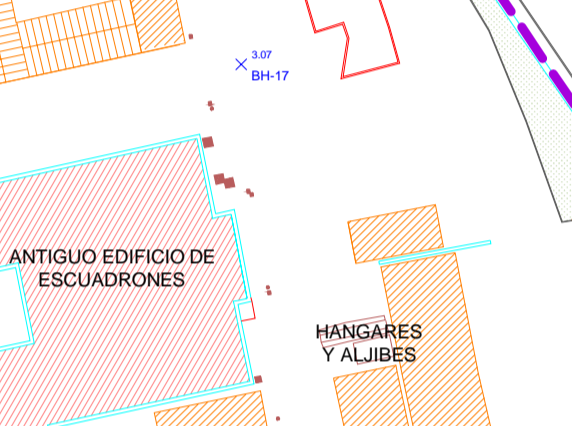 3.07
BH-17
ANTIGUO EDIFICIO DE
ESCUADRONES
HANGARES
Y ALJIBES